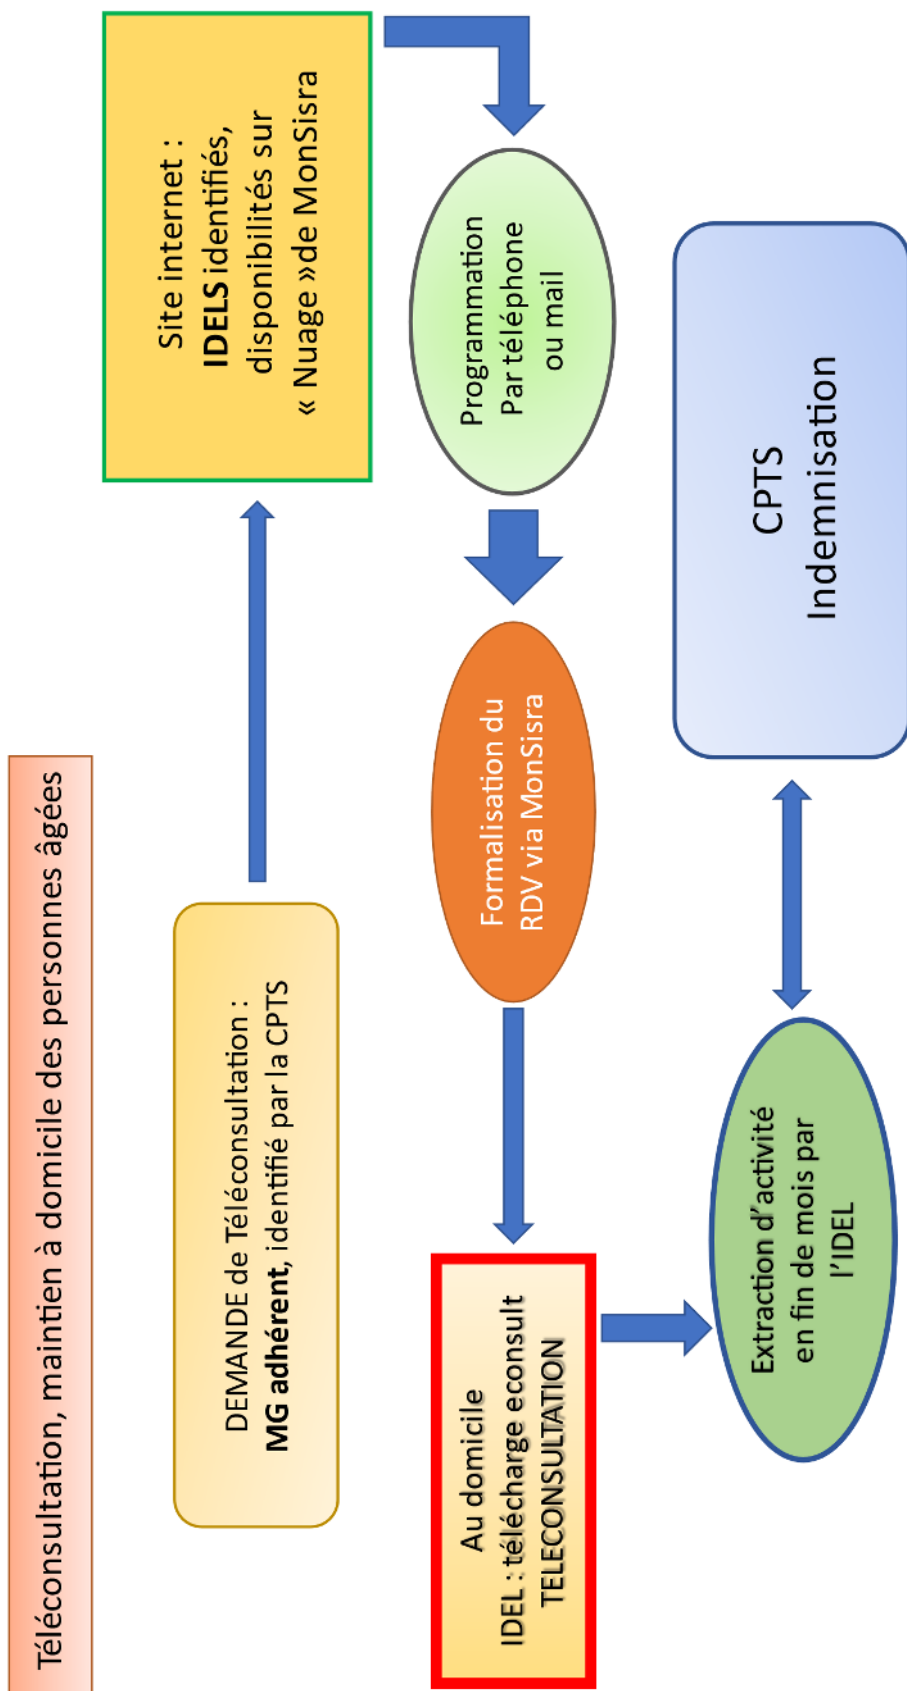 Téléconsultation, maintien à domicile des personnes âgées
DEMANDE de Téléconsultation :
MG adhérent, identifié par la CPTS
Site internet :
IDELS identifiés,
disponibilités sur
« Nuage »de MonSisra
Programmation
Par téléphone
ou mail
Formalisation du
RDV via MonSisra
Au domicile
IDEL : télécharge econsult
TELECONSULTATION
Extraction d’activité
en fin de mois par
l’IDEL
CPTS
Indemnisation